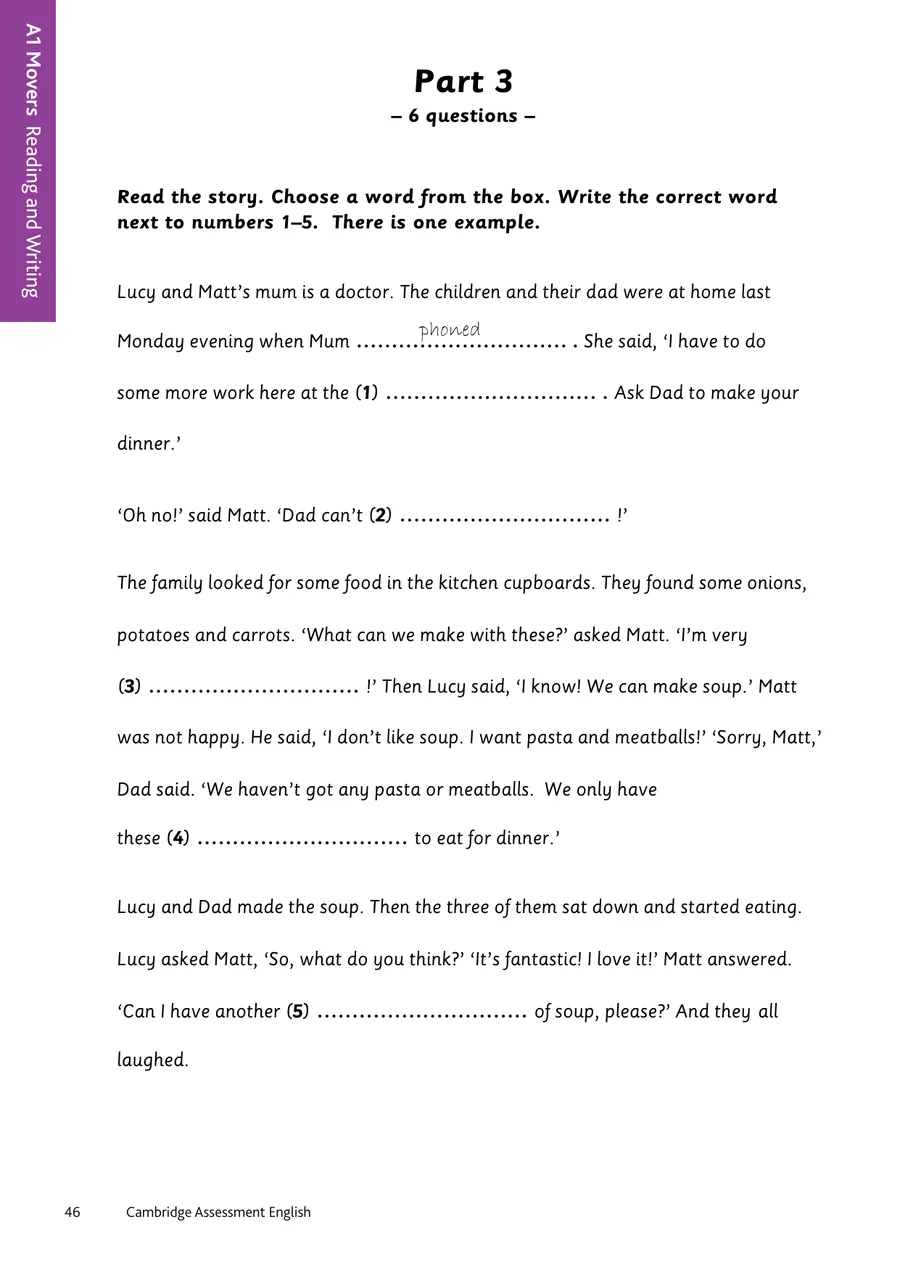 A1 Movers Reading and Writing
Part 3
– 6 questions –
Read the story. Choose a word from the box. Write the correct word
next to numbers 1–5.  There is one example.
Lucy and Matt’s mum is a doctor. The children and their dad were at home last
Monday evening when Mum phoned .............................. . She said, ‘I have to do
some more work here at the (1) .............................. . Ask Dad to make your
dinner.’
‘Oh no!’ said Matt. ‘Dad can’t (2) .............................. !’
The family looked for some food in the kitchen cupboards. They found some onions,
potatoes and carrots. ‘What can we make with these?’ asked Matt. ‘I’m very
(3) .............................. !’ Then Lucy said, ‘I know! We can make soup.’ Matt
was not happy. He said, ‘I don’t like soup. I want pasta and meatballs!’ ‘Sorry, Matt,’
Dad said. ‘We haven’t got any pasta or meatballs.  We only have
these (4) .............................. to eat for dinner.’
Lucy and Dad made the soup. Then the three of them sat down and started eating.
Lucy asked Matt, ‘So, what do you think?’ ‘It’s fantastic! I love it!’ Matt answered.
‘Can I have another (5) .............................. of soup, please?’ And they all
laughed.
46 Cambridge Assessment English